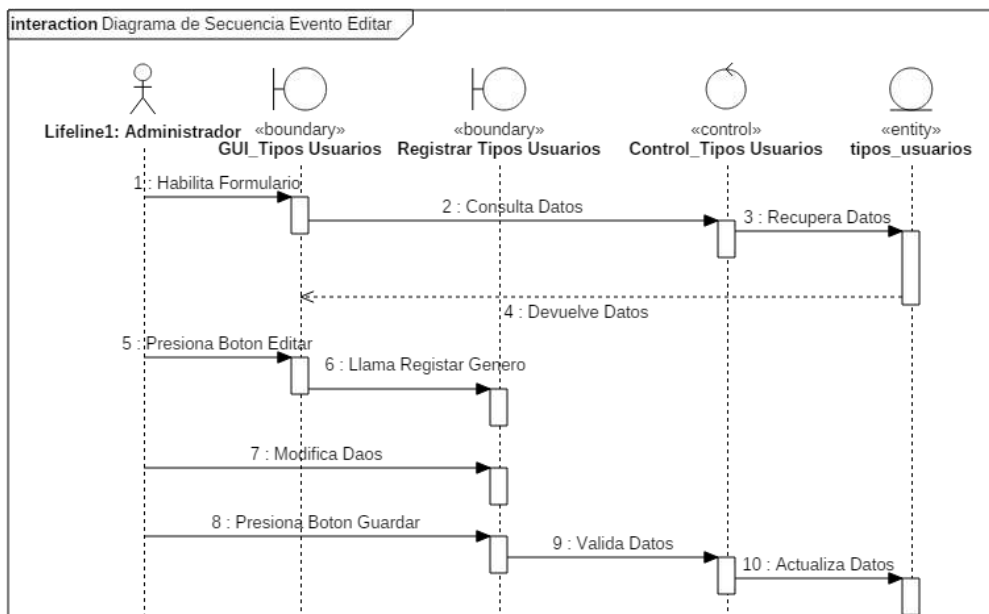 interaction Diagrama de Secuencia Evento Editar
Lifeline1: Administrador
«boundary»
GUI_Tipos Usuarios
«boundary»
Registrar Tipos Usuarios
«control»
Control_Tipos Usuarios
«entity»
tipos_usuarios
1 : Habilita Formulario
2 : Consulta Datos
3 : Recupera Datos
4 : Devuelve Datos
5 : Presiona Boton Editar
6 : Llama Registar Genero
7 : Modifica Daos
8 : Presiona Boton Guardar
9 : Valida Datos
10 : Actualiza Datos